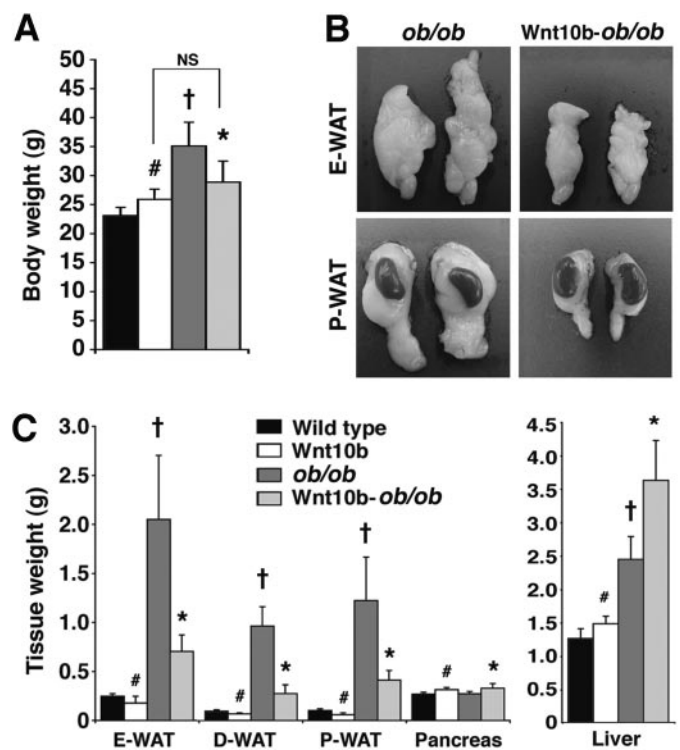 A
Body weight (g)
50
45
40
35
30
25
20
15
10
5
0
NS
#
†
*
B
ob/ob
Wnt10b-ob/ob
E-WAT
P-WAT
C
Tissue weight (g)
3.0
2.5
2.0
1.5
1.0
0.5
0
Wild type
Wnt10b
ob/ob
Wnt10b-ob/ob
# † *
# † *
# † *
# *
E-WAT D-WAT P-WAT Pancreas
4.5
4.0
3.5
3.0
2.5
2.0
1.5
1.0
0.5
0
# † *
Liver